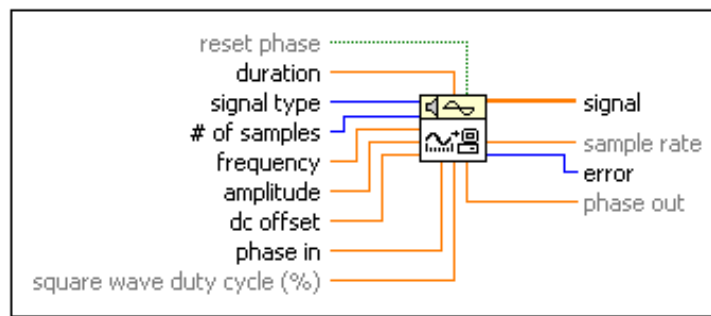 reset phase
duration
signal type
# of samples
frequency
amplitude
dc offset
phase in
square wave duty cycle (%)
signal
sample rate
error
phase out